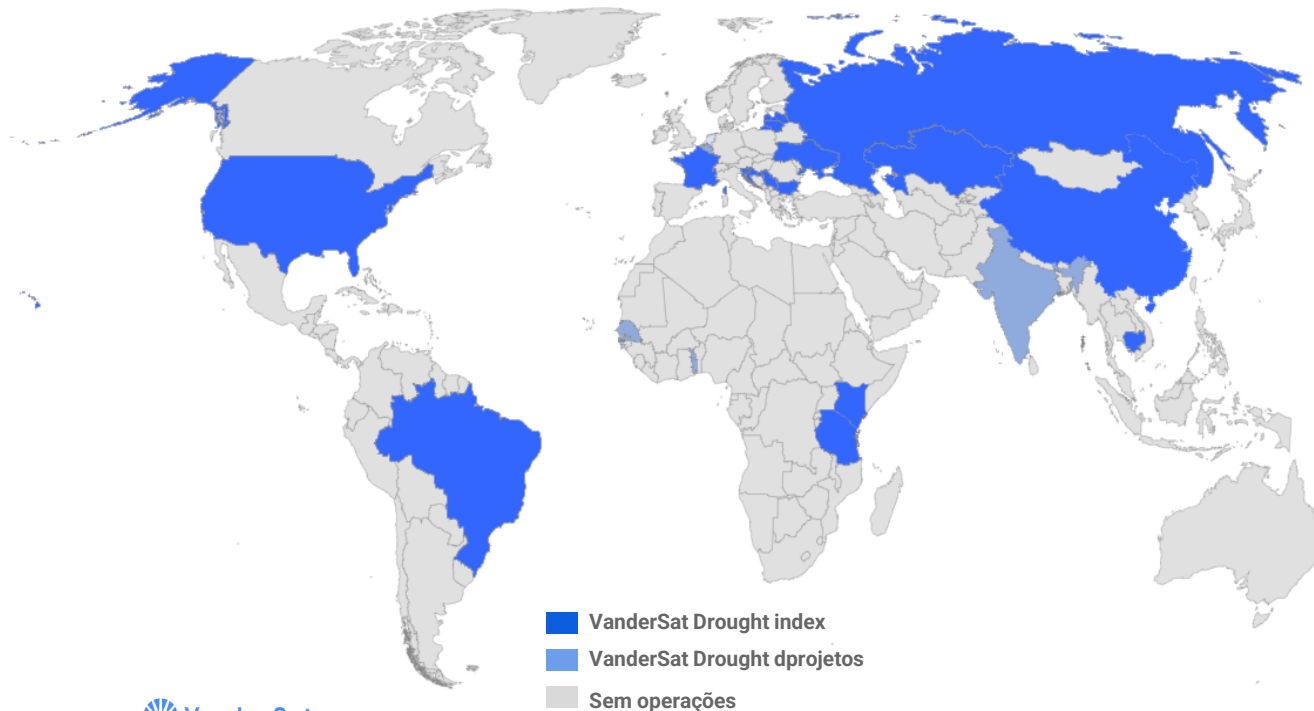 VanderSat Drought index
VanderSat Drought dprojetos
Sem operações